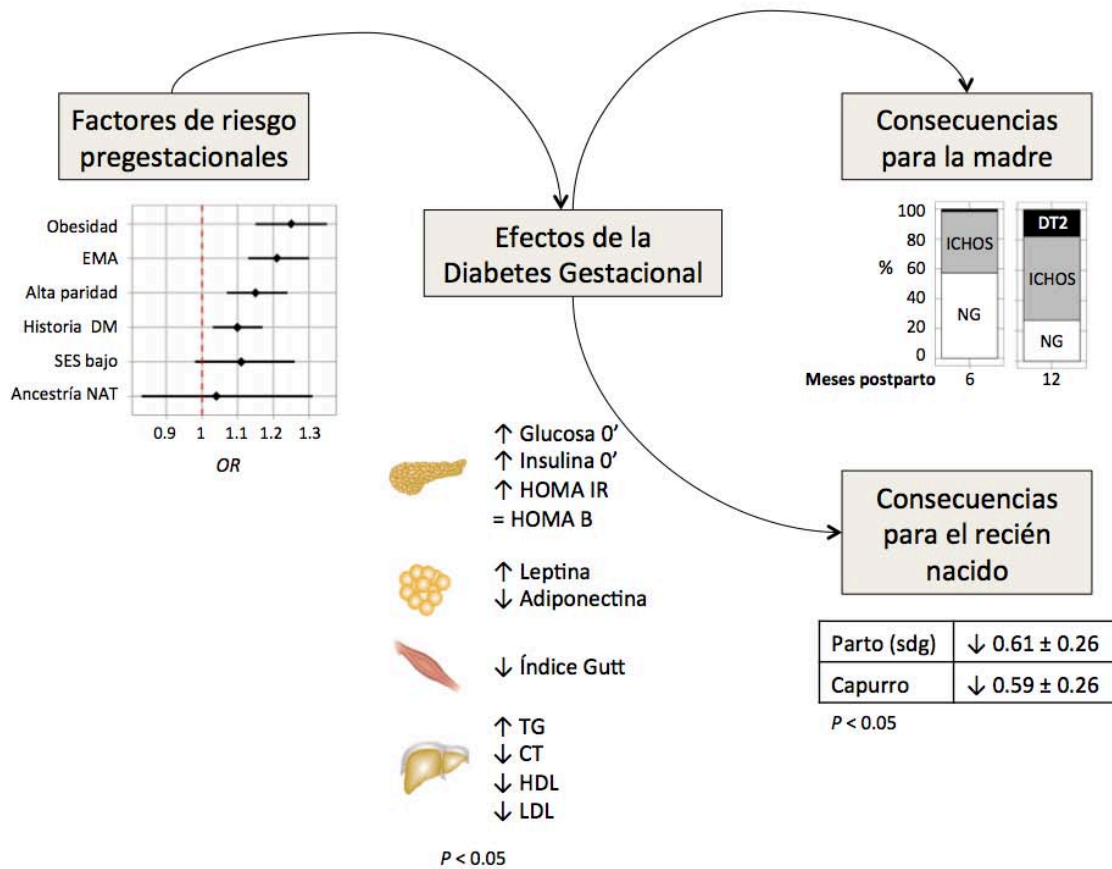 Factores de riesgo
pregestacionales
Obesidad
EMA
Alta paridad
Historia DM
SES bajo
Ancestría NAT
0.9 1 1.1 1.2 1.3
OR
Efectos de la
Diabetes Gestacional
↑ Glucosa 0’
↑ Insulina 0’
↑ HOMA IR
= HOMA B
↑ Leptina
↓ Adiponectina
↓ Índice Gutt
↑ TG
↓ CT
↓ HDL
↓ LDL
P < 0.05
Consecuencias
para la madre
100
80
%
60
40
20
0
ICHOS
NG
DT2
ICHOS
NG
Meses postparto 6 12
Consecuencias
para el recién
nacido
Parto (sdg) ↓ 0.61 ± 0.26
Capurro ↓ 0.59 ± 0.26
P < 0.05